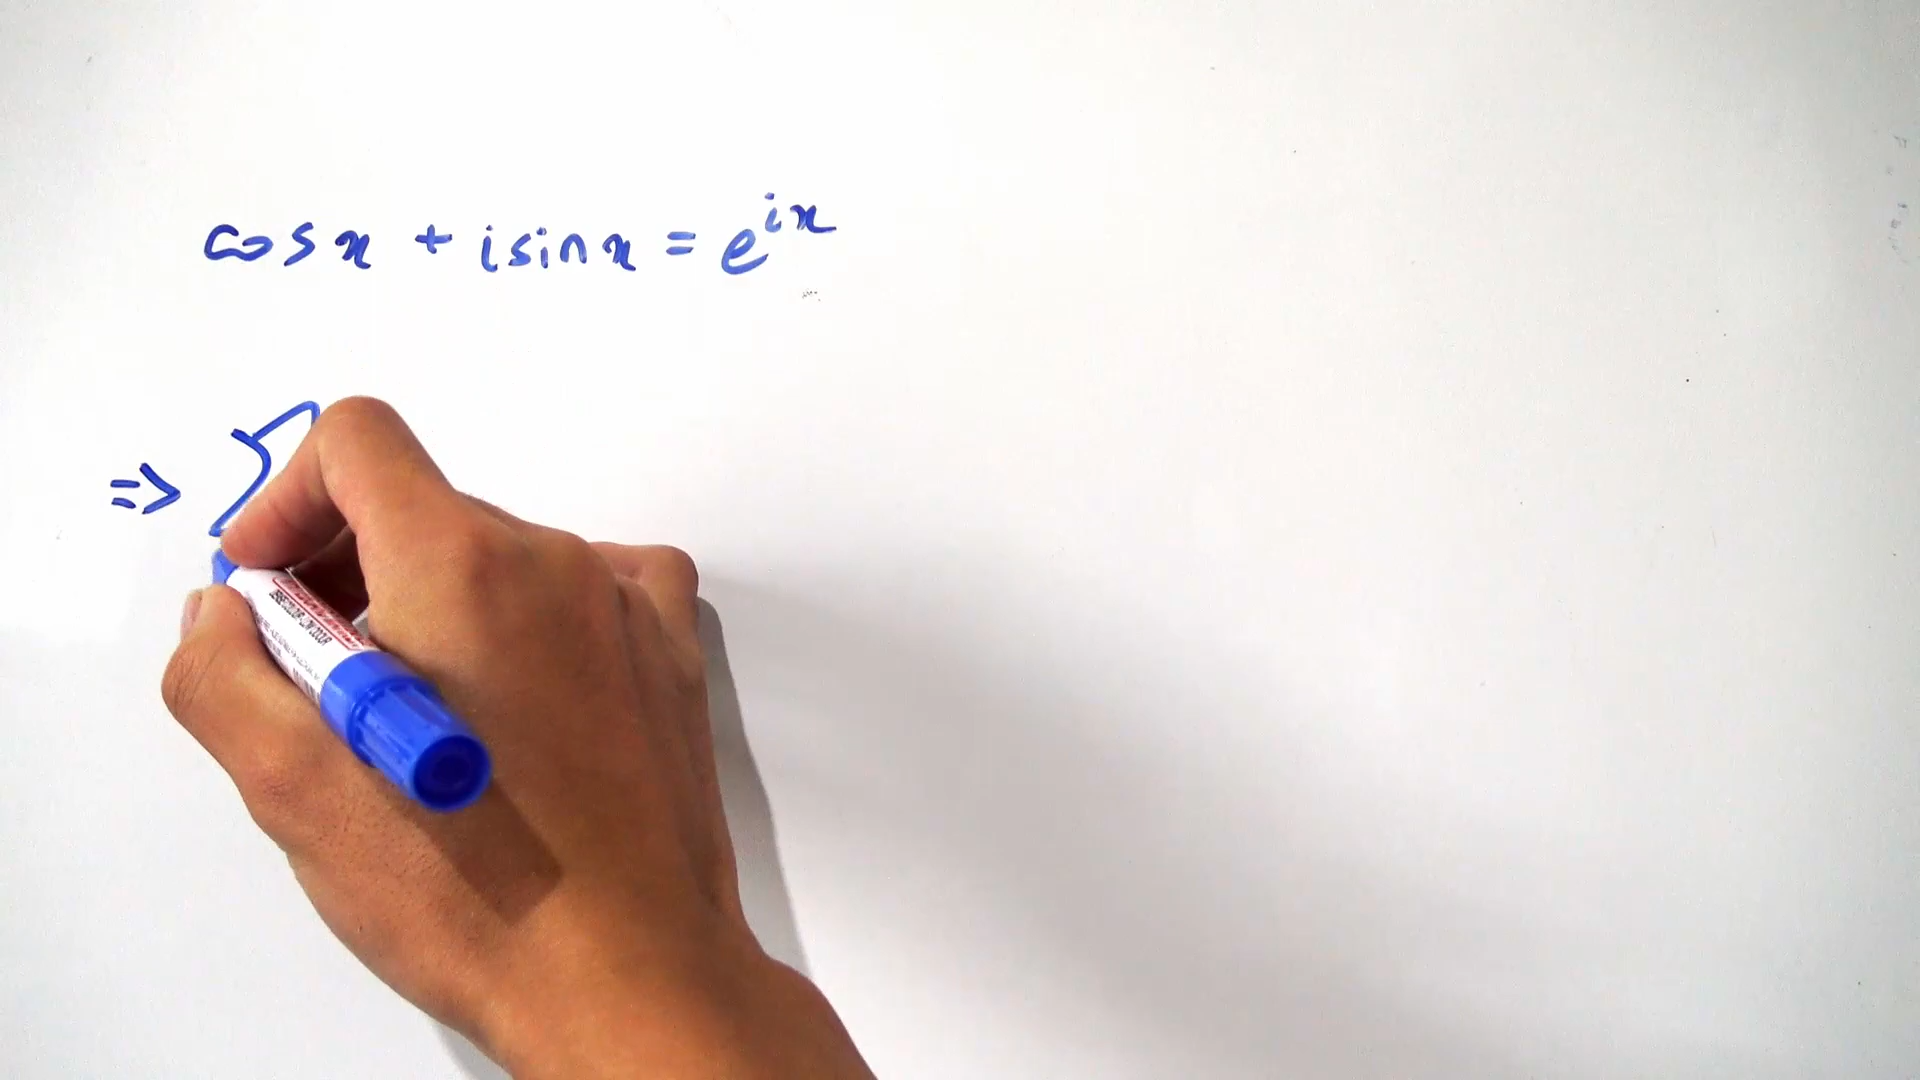 cos x + i sin x = e^{ix}
=>